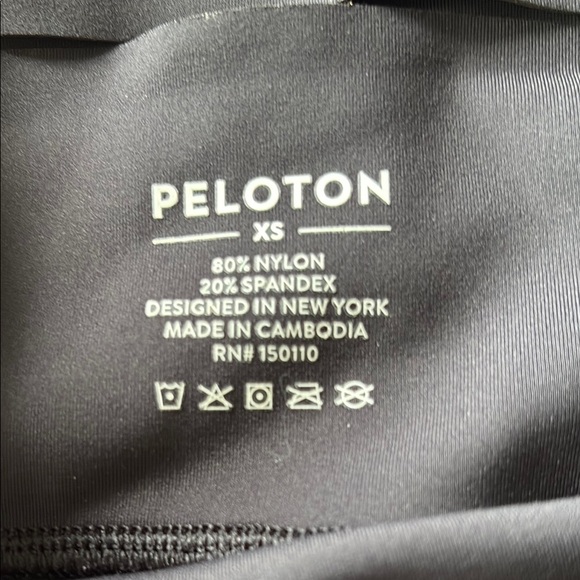 PELOTON
XS
80% NYLON
20% SPANDEX
DESIGNED IN NEW YORK
MADE IN CAMBODIA
RN# 150110